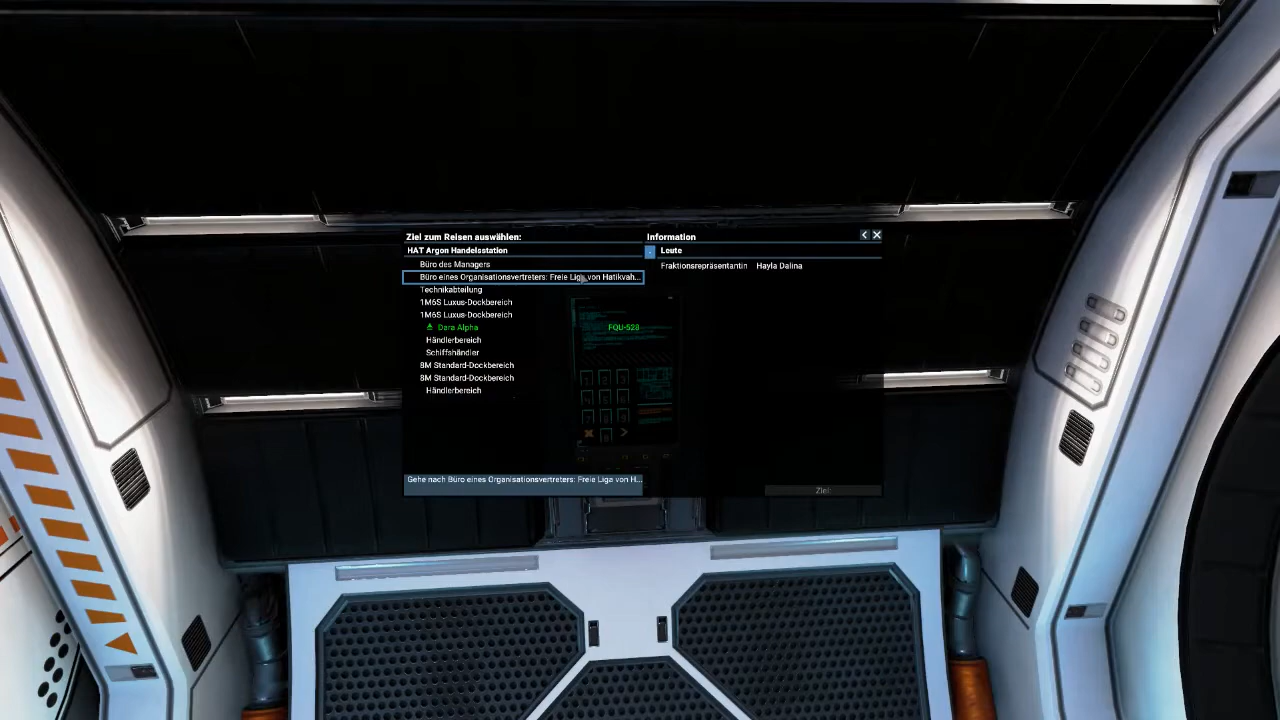 Ziel zum Reisen auswählen:
HAT Argon Handelsstation
Büro des Managers
Büro eines Organisationsvertreters: Freie Liga von Hatikvah...
Technikabteilung
1M6S Luxus-Dockbereich
1M6S Luxus-Dockbereich
Dara Alpha FQU-528
Händlerbereich
Schiffshändler
8M Standard-Dockbereich
8M Standard-Dockbereich
Händlerbereich
Gehe nach Büro eines Organisationsvertreters: Freie Liga von H...
Information
Leute
Fraktionsrepräsentantin Hayla Dalina
Ziel: